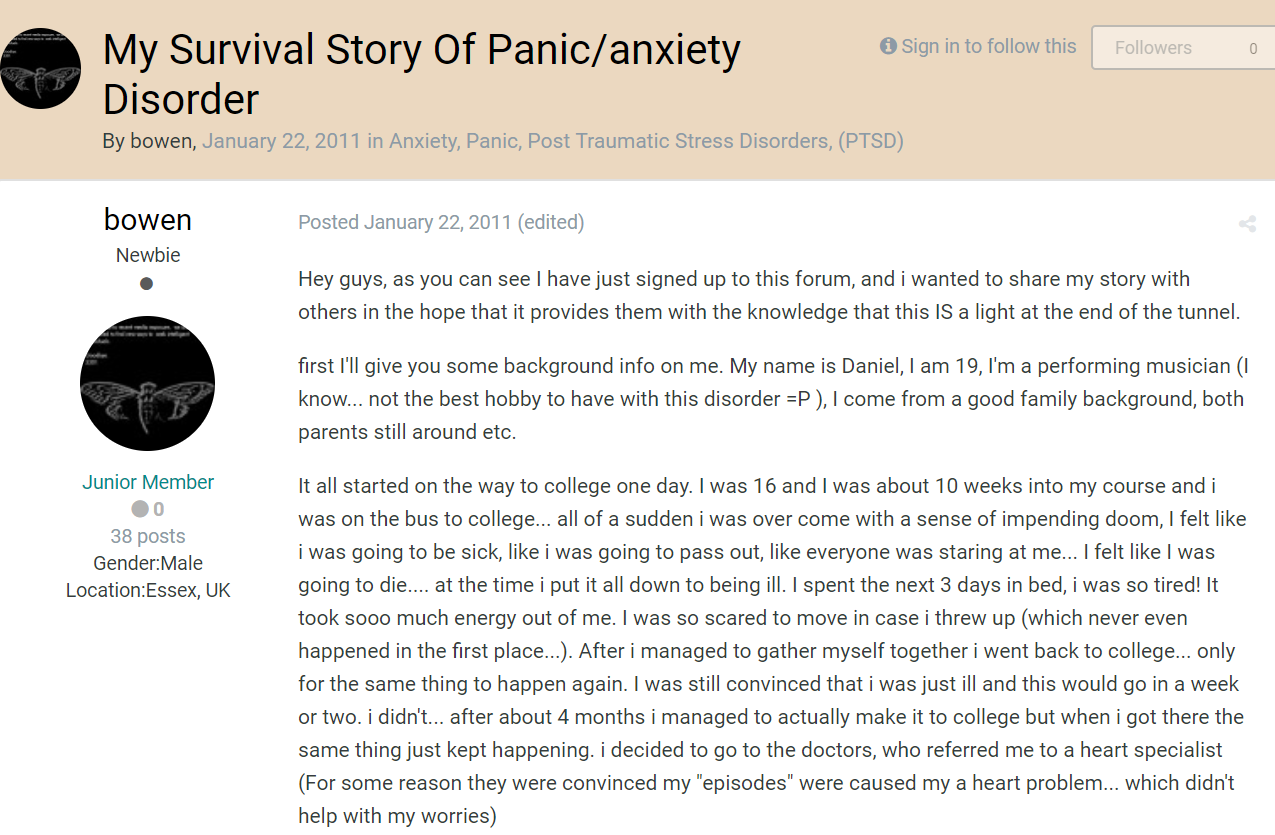 My Survival Story Of Panic/anxiety
Disorder
By bowen, January 22, 2011 in Anxiety, Panic, Post Traumatic Stress Disorders, (PTSD)
Sign in to follow this
Followers 0
bowen
Newbie
Junior Member
0
38 posts
Gender:Male
Location:Essex, UK
Posted January 22, 2011 (edited)
Hey guys, as you can see I have just signed up to this forum, and i wanted to share my story with
others in the hope that it provides them with the knowledge that this IS a light at the end of the tunnel.
first I'll give you some background info on me. My name is Daniel, I am 19, I'm a performing musician (I
know... not the best hobby to have with this disorder =P ), I come from a good family background, both
parents still around etc.
It all started on the way to college one day. I was 16 and I was about 10 weeks into my course and i
was on the bus to college... all of a sudden i was over come with a sense of impending doom, I felt like
i was going to be sick, like i was going to pass out, like everyone was staring at me... I felt like I was
going to die.... at the time i put it all down to being ill. I spent the next 3 days in bed, i was so tired! It
took sooo much energy out of me. I was so scared to move in case i threw up (which never even
happened in the first place...). After i managed to gather myself together i went back to college... only
for the same thing to happen again. I was still convinced that i was just ill and this would go in a week
or two. i didn't... after about 4 months i managed to actually make it to college but when i got there the
same thing just kept happening. i decided to go to the doctors, who referred me to a heart specialist
(For some reason they were convinced my "episodes" were caused my a heart problem... which didn't
help with my worries)